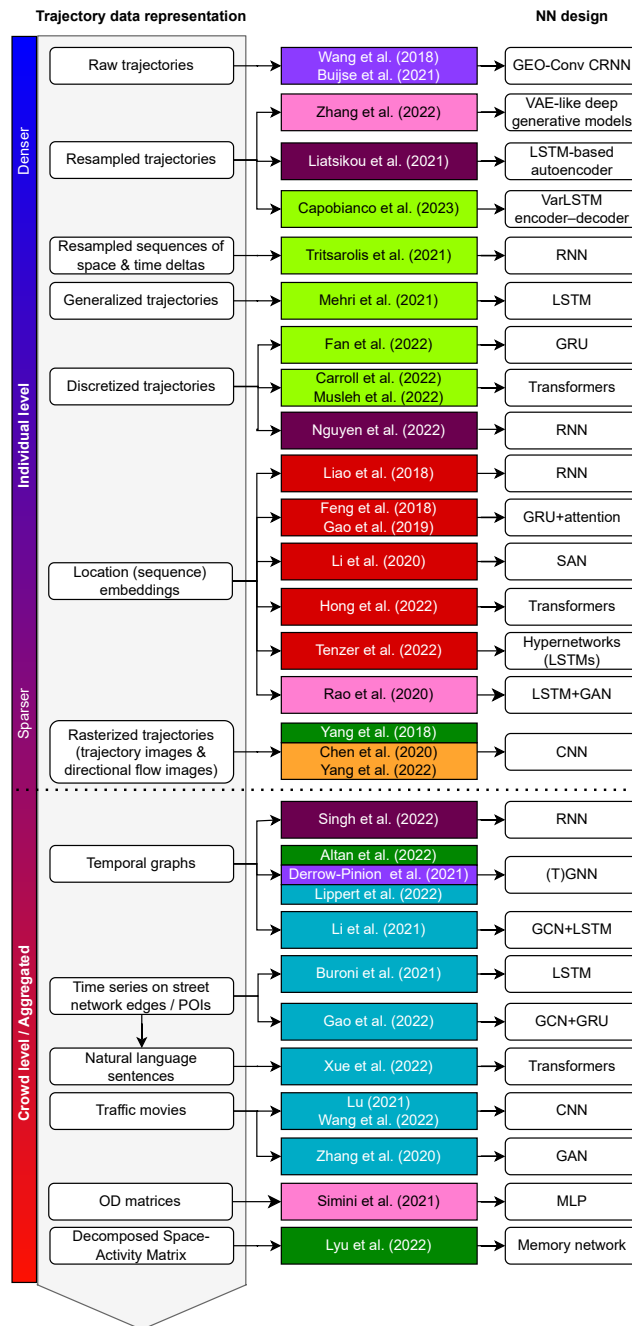 Trajectory data representation
NN design
Denser
Individual level
Sparser
Crowd level / Aggregated
Raw trajectories
Wang et al. (2018)
Buijse et al. (2021)
GEO-Conv CRNN
Resampled trajectories
Zhang et al. (2022)
VAE-like deep
generative models
Liatsikou et al. (2021)
LSTM-based
autoencoder
Capobianco et al. (2023)
VarLSTM
encoder–decoder
Resampled sequences of
space & time deltas
Tritsarolis et al. (2021)
RNN
Generalized trajectories
Mehri et al. (2021)
LSTM
Discretized trajectories
Fan et al. (2022)
GRU
Carroll et al. (2022)
Musleh et al. (2022)
Transformers
Nguyen et al. (2022)
RNN
Location (sequence)
embeddings
Liao et al. (2018)
RNN
Feng et al. (2018)
Gao et al. (2019)
GRU+attention
Li et al. (2020)
SAN
Hong et al. (2022)
Transformers
Tenzer et al. (2022)
Hypernetworks
(LSTMs)
Rao et al. (2020)
LSTM+GAN
Rasterized trajectories
(trajectory images &
directional flow images)
Yang et al. (2018)
Chen et al. (2020)
Yang et al. (2022)
CNN
Temporal graphs
Singh et al. (2022)
RNN
Altan et al. (2022)
Derrow-Pinion et al. (2021)
Lippert et al. (2022)
(T)GNN
Li et al. (2021)
GCN+LSTM
Time series on street
network edges / POIs
Buroni et al. (2021)
LSTM
Gao et al. (2022)
GCN+GRU
Natural language
sentences
Xue et al. (2022)
Transformers
Traffic movies
Lu (2021)
Wang et al. (2022)
CNN
Zhang et al. (2020)
GAN
OD matrices
Simini et al. (2021)
MLP
Decomposed Space-
Activity Matrix
Lyu et al. (2022)
Memory network